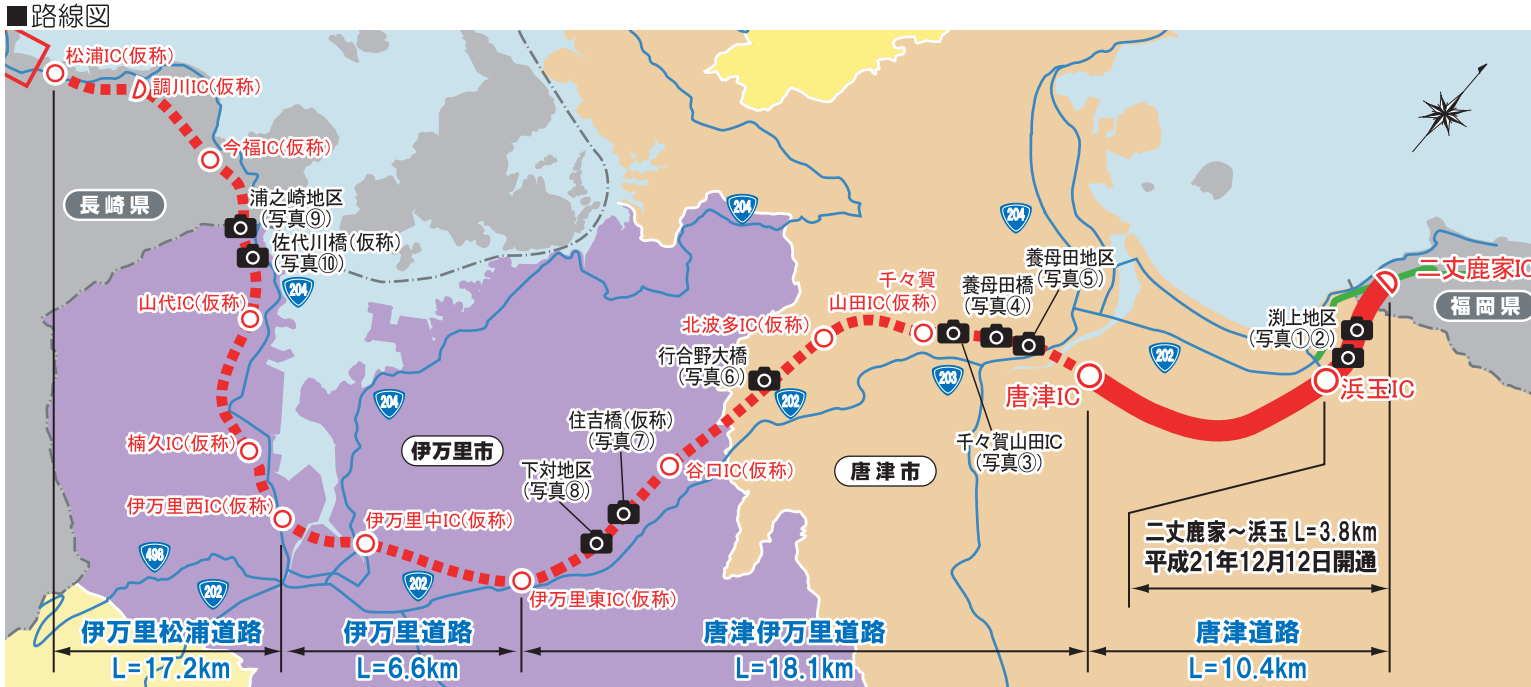 ■路線図
松浦IC(仮称)
調川IC(仮称)
今福IC(仮称)
長崎県
浦之崎地区
(写真⑨)
佐代川橋(仮称)
(写真⑩)
204
山代IC(仮称)
204
204
千々賀
山田IC(仮称)
養母田地区
(写真⑤)
養母田橋
(写真④)
二丈鹿家IC
福岡県
渕上地区
(写真①②)
北波多IC(仮称)
行合野大橋
(写真⑥)
202
203
202
唐津IC
浜玉IC
204
楠久IC(仮称)
伊万里市
住吉橋(仮称)
(写真⑦)
下対地区
(写真⑧)
谷口IC(仮称)
唐津市
千々賀山田IC
(写真③)
伊万里西IC(仮称)
伊万里中IC(仮称)
498
202
202
伊万里東IC(仮称)
二丈鹿家～浜玉 L=3.8km
平成21年12月12日開通
伊万里松浦道路
L=17.2km
伊万里道路
L=6.6km
唐津伊万里道路
L=18.1km
唐津道路
L=10.4km